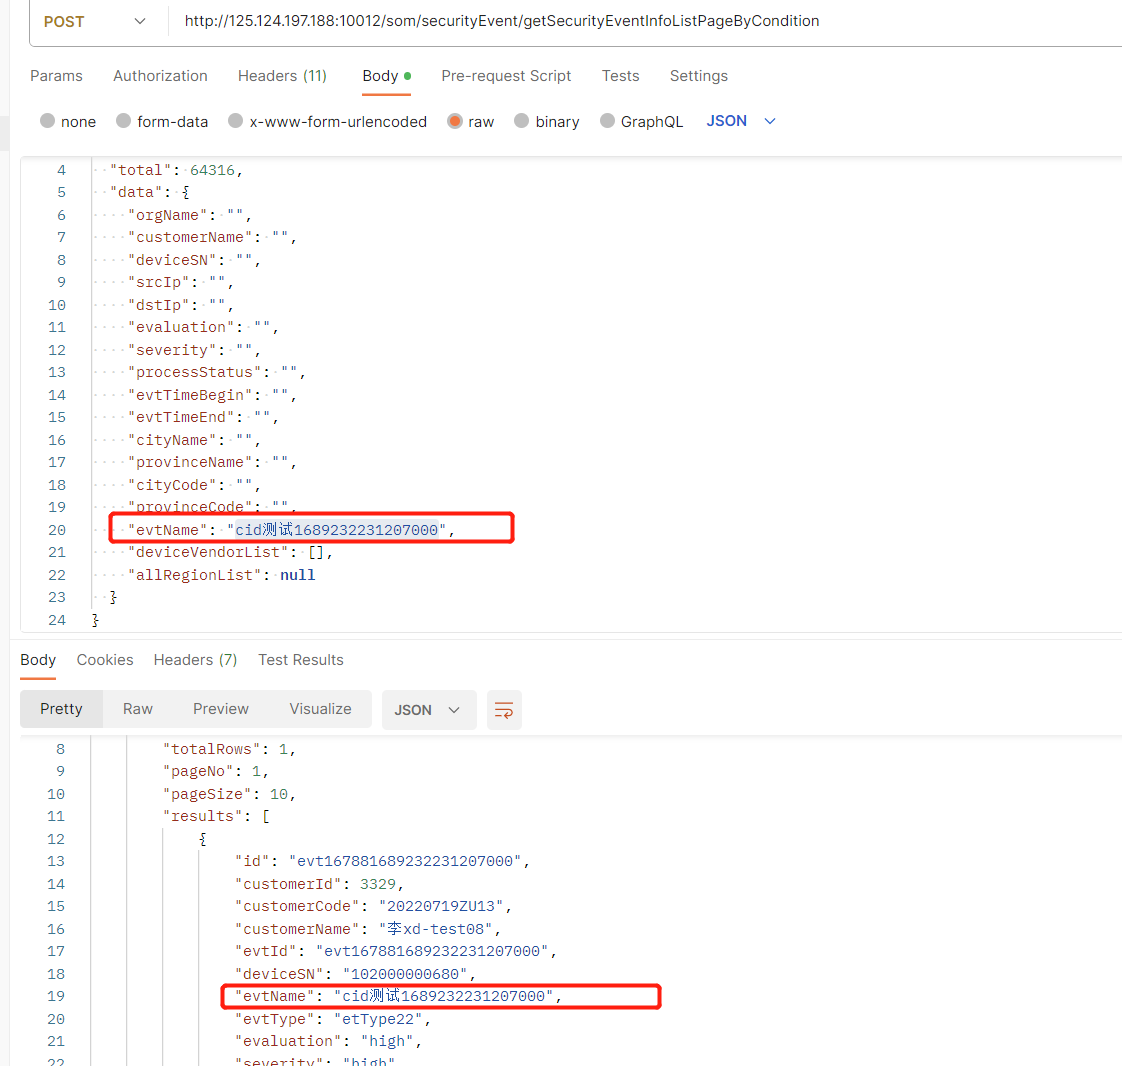 POST http://125.124.197.188:10012/som/securityEvent/getSecurityEventInfoListPageByCondition
Params Authorization Headers (11) Body Pre-request Script Tests Settings
none form-data x-www-form-urlencoded raw binary GraphQL JSON
4 "total": 64316,
5 "data": {
6 "orgName": "",
7 "customerName": "",
8 "deviceSN": "",
9 "srcIp": "",
10 "dstIp": "",
11 "evaluation": "",
12 "severity": "",
13 "processStatus": "",
14 "evtTimeBegin": "",
15 "evtTimeEnd": "",
16 "cityName": "",
17 "provinceName": "",
18 "cityCode": "",
19 "provinceCode": "",
20 "evtName": "cid测试1689232231207000",
21 "deviceVendorList": [],
22 "allRegionList": null
23 }
24 }
Body Cookies Headers (7) Test Results
Pretty Raw Preview Visualize JSON
8 "totalRows": 1,
9 "pageNo": 1,
10 "pageSize": 10,
11 "results": [
12 {
13 "id": "evt167881689232231207000",
14 "customerId": 3329,
15 "customerCode": "20220719ZU13",
16 "customerName": "李xd-test08",
17 "evtId": "evt167881689232231207000",
18 "deviceSN": "102000000680",
19 "evtName": "cid测试1689232231207000",
20 "evtType": "etType22",
21 "evaluation": "high",
22 "severity": "high"